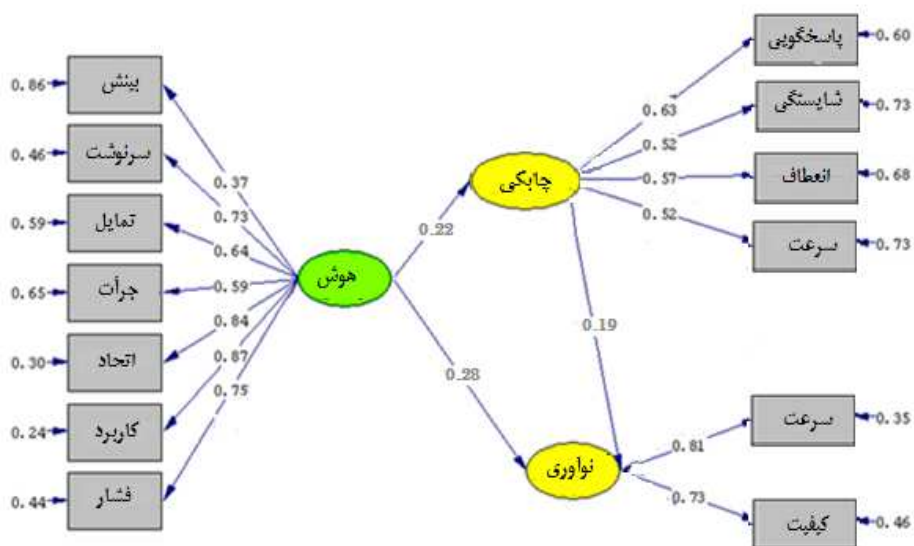 پاسخگویی
0.60
0.86
بینش
0.63
شایستگی
0.73
0.52
0.46
سرنوشت
0.37
چابکی
0.57
انعطاف
0.68
0.73
0.52
0.59
تمایل
0.64
0.22
سرعت
0.73
هوش
0.65
جرأت
0.59
0.84
0.19
0.30
اتحاد
0.87
0.28
0.75
0.24
کاربرد
سرعت
0.35
0.81
نوآوری
0.44
فشار
0.73
کیفیت
0.46